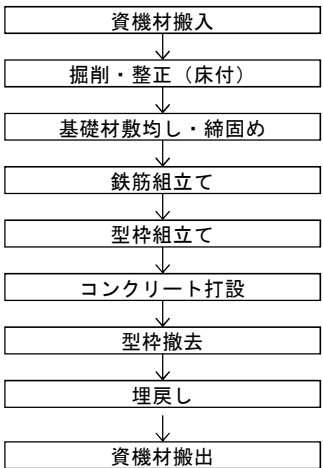 資機材搬入
掘削・整正（床付）
基礎材敷均し・締固め
鉄筋組立て
型枠組立て
コンクリート打設
型枠撤去
埋戻し
資機材搬出